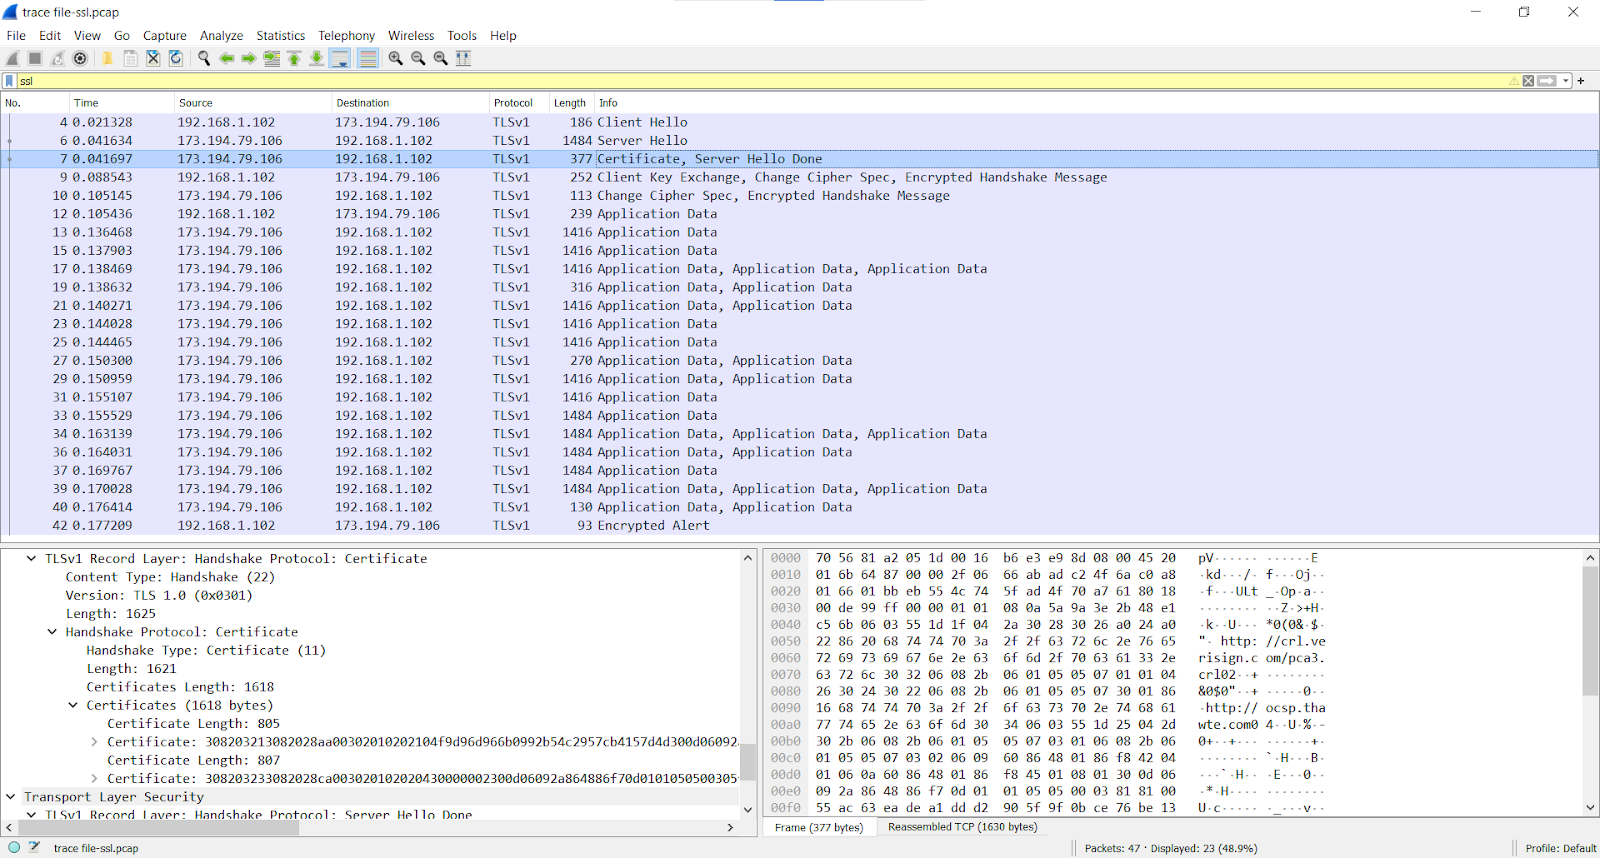 trace file-ssl.pcap
File Edit View Go Capture Analyze Statistics Telephony Wireless Tools Help
ssl
No. Time Source Destination Protocol Length Info
4 0.021328 192.168.1.102 173.194.79.106 TLSv1 186 Client Hello
6 0.041634 173.194.79.106 192.168.1.102 TLSv1 1484 Server Hello
7 0.041697 173.194.79.106 192.168.1.102 TLSv1 377 Certificate, Server Hello Done
9 0.088543 192.168.1.102 173.194.79.106 TLSv1 252 Client Key Exchange, Change Cipher Spec, Encrypted Handshake Message
10 0.105145 173.194.79.106 192.168.1.102 TLSv1 113 Change Cipher Spec, Encrypted Handshake Message
12 0.105436 192.168.1.102 173.194.79.106 TLSv1 239 Application Data
13 0.136468 173.194.79.106 192.168.1.102 TLSv1 1416 Application Data
15 0.137903 173.194.79.106 192.168.1.102 TLSv1 1416 Application Data
17 0.138469 173.194.79.106 192.168.1.102 TLSv1 1416 Application Data, Application Data, Application Data
19 0.138632 173.194.79.106 192.168.1.102 TLSv1 316 Application Data, Application Data
21 0.140271 173.194.79.106 192.168.1.102 TLSv1 1416 Application Data, Application Data
23 0.144028 173.194.79.106 192.168.1.102 TLSv1 1416 Application Data
25 0.144465 173.194.79.106 192.168.1.102 TLSv1 1416 Application Data
27 0.150300 173.194.79.106 192.168.1.102 TLSv1 270 Application Data, Application Data
29 0.150959 173.194.79.106 192.168.1.102 TLSv1 1416 Application Data, Application Data
31 0.155107 173.194.79.106 192.168.1.102 TLSv1 1416 Application Data
33 0.155529 173.194.79.106 192.168.1.102 TLSv1 1484 Application Data
34 0.163139 173.194.79.106 192.168.1.102 TLSv1 1484 Application Data, Application Data, Application Data
36 0.164031 173.194.79.106 192.168.1.102 TLSv1 1484 Application Data, Application Data
37 0.169767 173.194.79.106 192.168.1.102 TLSv1 1484 Application Data
39 0.170028 173.194.79.106 192.168.1.102 TLSv1 1484 Application Data, Application Data, Application Data
40 0.176414 173.194.79.106 192.168.1.102 TLSv1 130 Application Data, Application Data
42 0.177209 192.168.1.102 173.194.79.106 TLSv1 93 Encrypted Alert
TLSv1 Record Layer: Handshake Protocol: Certificate
Content Type: Handshake (22)
Version: TLS 1.0 (0x0301)
Length: 1625
Handshake Protocol: Certificate
Handshake Type: Certificate (11)
Length: 1621
Certificates Length: 1618
Certificates (1618 bytes)
Certificate Length: 805
Certificate: 308203213082028aa00302010202104f9d96d966b0992b54c2957cb4157d4d300d06092
Certificate Length: 807
Certificate: 308203233082028ca003020102020430000002300d06092a864886f70d0101050500305
Transport Layer Security
TLSv1 Record Layer: Handshake Protocol: Server Hello Done
0000 70 56 81 a2 05 1d 00 16 b6 e3 e9 8d 08 00 45 20 pV······ ······E
0010 01 6b 64 87 00 00 2f 06 66 ab ad c2 4f 6a c0 a8 ·kd···/· f···Oj··
0020 01 66 01 bb eb 55 4c 74 5f ad 4f 70 a7 61 80 18 ·f···ULt _·Op·a··
0030 00 de 99 ff 00 00 01 01 08 0a 5a 9a 3e 2b 48 e1 ········ ··Z·>+H·
0040 c5 6b 06 03 55 1d 1f 04 2a 30 28 30 26 a0 24 a0 ·k··U··· *0(0&·$·
0050 22 86 20 68 74 74 70 3a 2f 2f 63 72 6c 2e 76 65 "· http: //crl.ve
0060 72 69 73 69 67 6e 2e 63 6f 6d 2f 70 63 61 33 2e risign.c om/pca3.
0070 63 72 6c 30 32 06 08 2b 06 01 05 05 07 01 01 04 crl02··+ ········
0080 26 30 24 30 22 06 08 2b 06 01 05 05 07 30 01 86 &0$0"··+ ·····0··
0090 16 68 74 74 70 3a 2f 2f 6f 63 73 70 2e 74 68 61 ·http:// ocsp.tha
00a0 77 74 65 2e 63 6f 6d 30 34 06 03 55 1d 25 04 2d wte.com0 4··U·%·-
00b0 30 2b 06 08 2b 06 01 05 05 07 03 01 06 08 2b 06 0+··+··· ······+·
00c0 01 05 05 07 03 02 06 09 60 86 48 01 86 f8 42 04 ········ `·H···B·
00d0 01 06 0a 60 86 48 01 86 f8 45 01 08 01 30 0d 06 ···`·H·· ·E···0··
00e0 09 2a 86 48 86 f7 0d 01 01 05 05 00 03 81 81 00 ·*·H···· ········
00f0 55 ac 63 ea de a1 dd d2 90 5f 9f 0b ce 76 be 13 U·c····· ·_···v··
Frame (377 bytes) Reassembled TCP (1630 bytes)
trace file-ssl.pcap Packets: 47 · Displayed: 23 (48.9%) Profile: Default